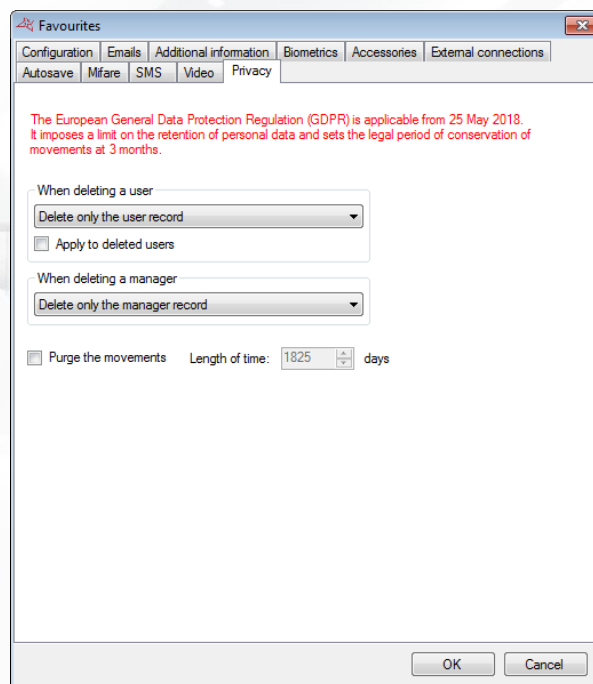 Favourites
Configuration Emails Additional information Biometrics Accessories External connections
Autosave Mifare SMS Video Privacy
The European General Data Protection Regulation (GDPR) is applicable from 25 May 2018.
It imposes a limit on the retention of personal data and sets the legal period of conservation of
movements at 3 months.
When deleting a user
Delete only the user record
Apply to deleted users
When deleting a manager
Delete only the manager record
Purge the movements Length of time: 1825 days
OK Cancel